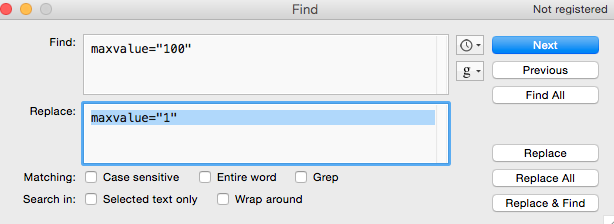 Find
Not registered
Find:
maxvalue="100"
g
Next
Previous
Find All
Replace:
maxvalue="1"
Replace
Matching:
Case sensitive
Entire word
Grep
Replace All
Search in:
Selected text only
Wrap around
Replace & Find